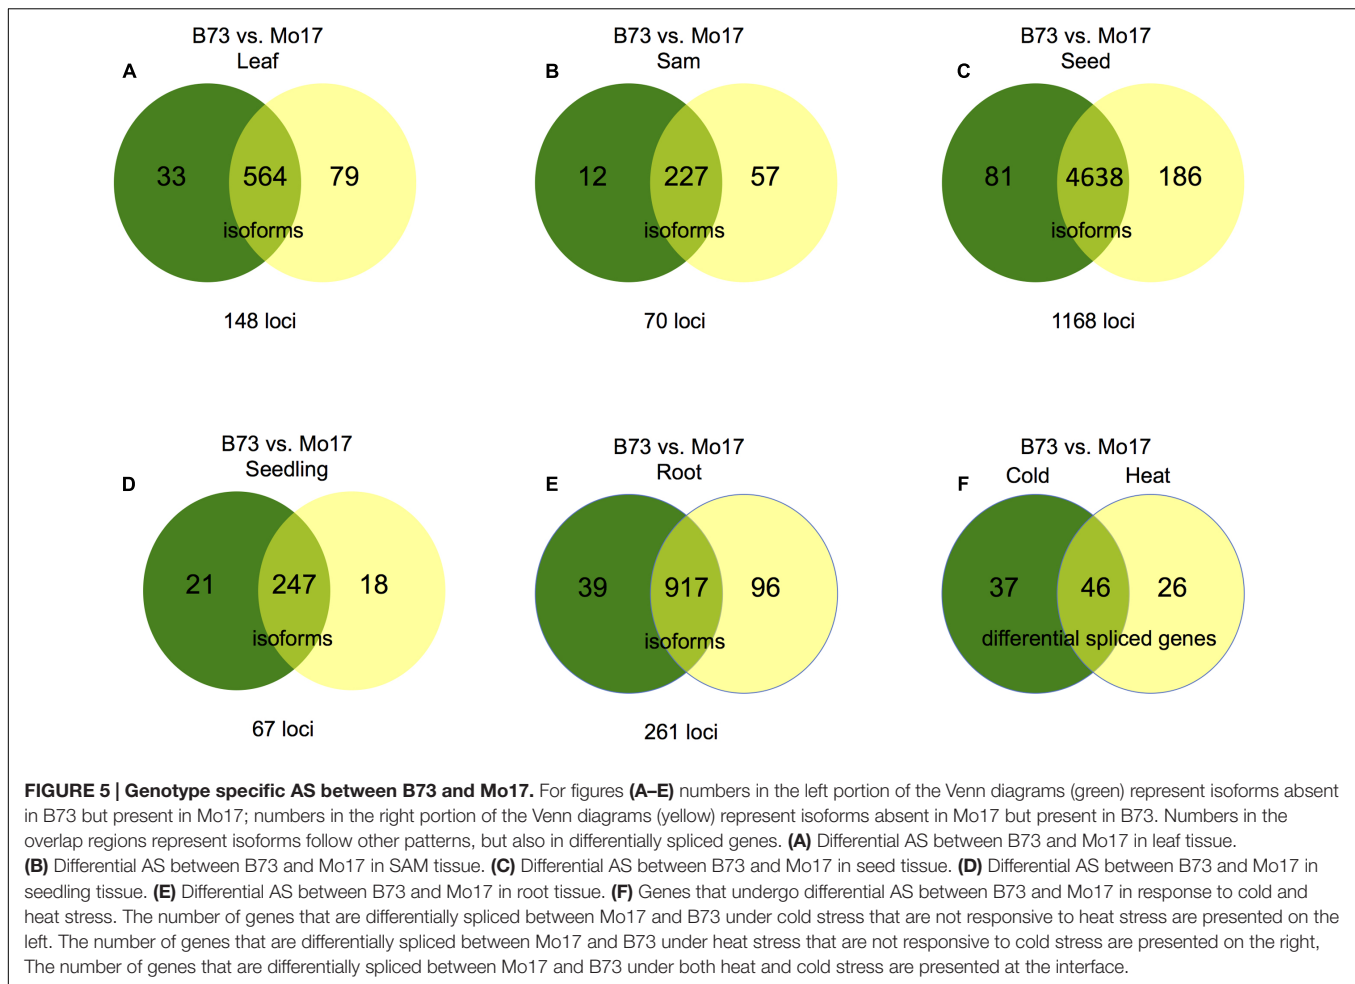 B73 vs. Mo17
Leaf
A
33
564
79
isoforms
148 loci
B73 vs. Mo17
Sam
B
12
227
57
isoforms
70 loci
B73 vs. Mo17
Seed
C
81
4638
186
isoforms
1168 loci
B73 vs. Mo17
Seedling
D
21
247
18
isoforms
67 loci
B73 vs. Mo17
Root
E
39
917
96
isoforms
261 loci
B73 vs. Mo17
Cold Heat
F
37
46
26
differential spliced genes
FIGURE 5 | Genotype specific AS between B73 and Mo17. For figures (A–E) numbers in the left portion of the Venn diagrams (green) represent isoforms absent
in B73 but present in Mo17; numbers in the right portion of the Venn diagrams (yellow) represent isoforms absent in Mo17 but present in B73. Numbers in the
overlap regions represent isoforms follow other patterns, but also in differentially spliced genes. (A) Differential AS between B73 and Mo17 in leaf tissue.
(B) Differential AS between B73 and Mo17 in SAM tissue. (C) Differential AS between B73 and Mo17 in seed tissue. (D) Differential AS between B73 and Mo17 in
seedling tissue. (E) Differential AS between B73 and Mo17 in root tissue. (F) Genes that undergo differential AS between B73 and Mo17 in response to cold and
heat stress. The number of genes that are differentially spliced between Mo17 and B73 under cold stress that are not responsive to heat stress are presented on the
left. The number of genes that are differentially spliced between Mo17 and B73 under heat stress that are not responsive to cold stress are presented on the right,
The number of genes that are differentially spliced between Mo17 and B73 under both heat and cold stress are presented at the interface.